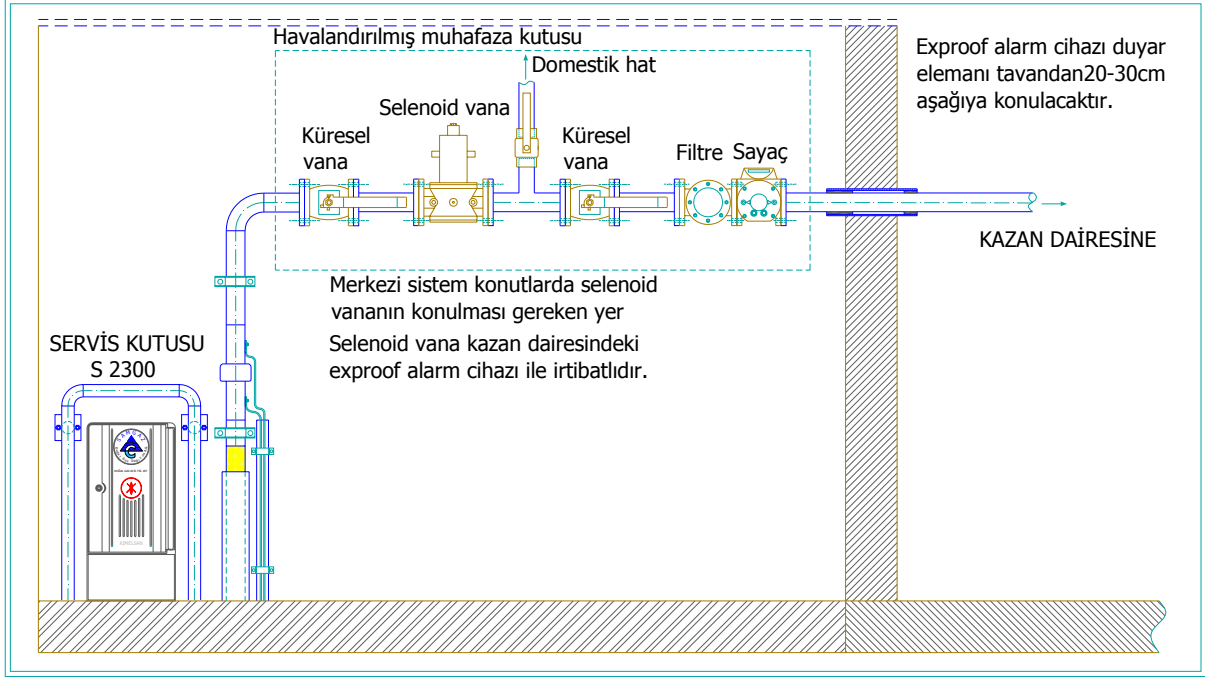 Havalandırılmış muhafaza kutusu
Domestik hat
Selenoid vana
Küresel
vana
Küresel
vana
Filtre
Sayaç
Exproof alarm cihazı duyar
elemanı tavandan20-30cm
aşağıya konulacaktır.
KAZAN DAİRESİNE
Merkezi sistem konutlarda selenoid
vananın konulması gereken yer
Selenoid vana kazan dairesindeki
exproof alarm cihazı ile irtibatlıdır.
SERVİS KUTUSU
S 2300
SAMGAZ